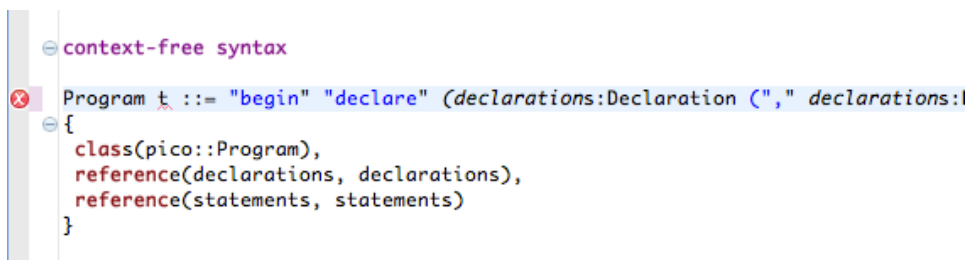 context-free syntax
Program t ::= "begin" "declare" (declarations:Declaration ("," declarations:
{
class(pico::Program),
reference(declarations, declarations),
reference(statements, statements)
}